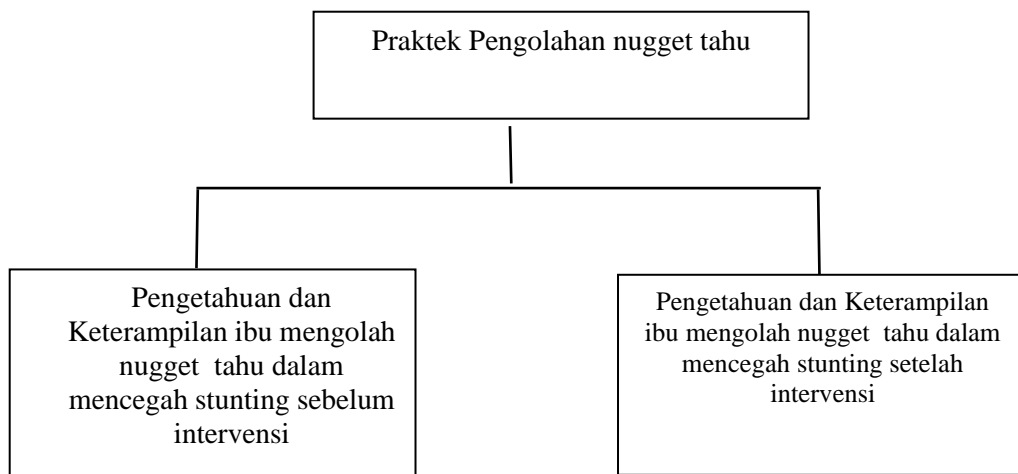 Praktek Pengolahan nugget tahu
Pengetahuan dan
Keterampilan ibu mengolah
nugget tahu dalam
mencegah stunting sebelum
intervensi
Pengetahuan dan Keterampilan
ibu mengolah nugget tahu dalam
mencegah stunting setelah
intervensi